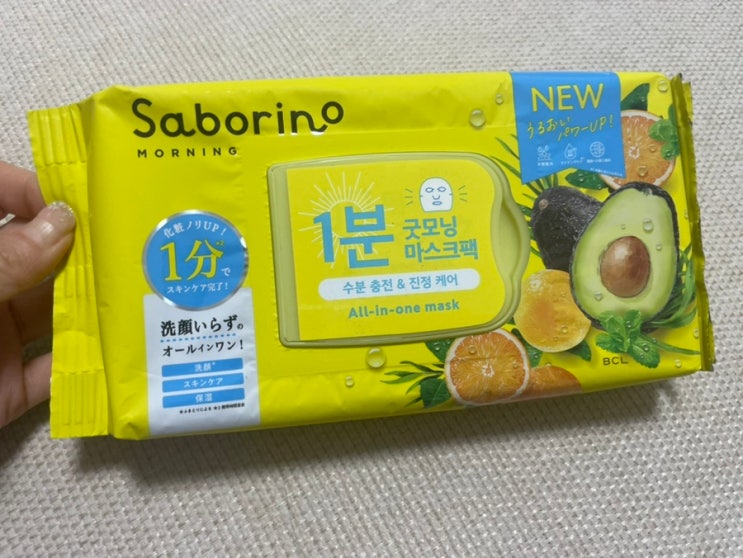 Saborino
MORNING
NEW
うるおいパワーUP!
化粧ノリUP!
1分で
スキンケア完了!
洗顔いらずの
オールインワン!
洗顔*
スキンケア
保湿
1분
굿모닝
마스크팩
수분 충전 & 진정 케어
All-in-one mask
BCL